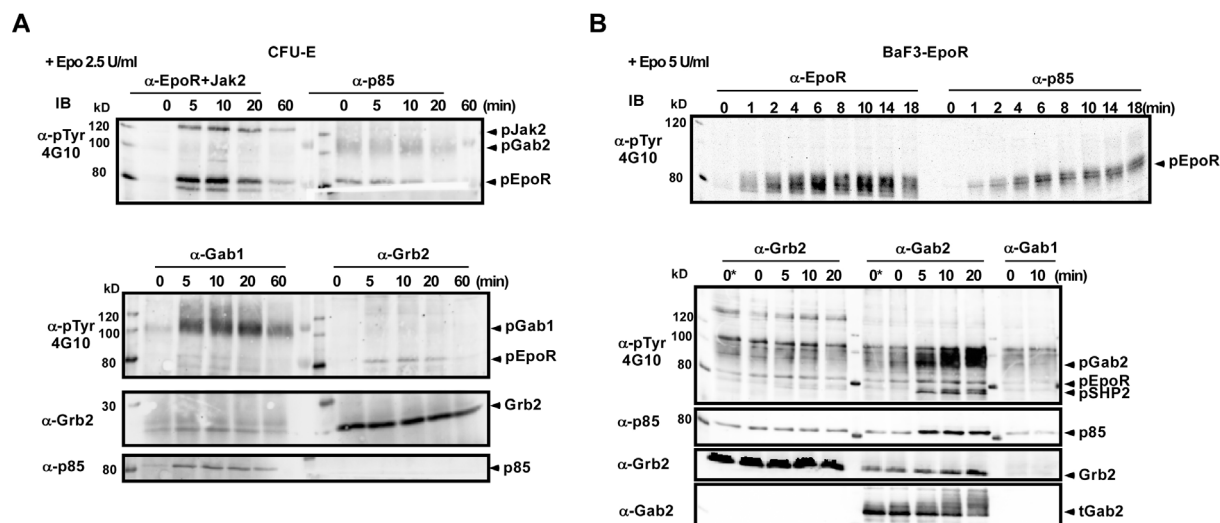 A
CFU-E
+ Epo 2.5 U/ml
α-EpoR+Jak2
α-p85
IB
kD
0 5 10 20 60 0 5 10 20 60 (min)
α-pTyr
4G10
120
100
80
pJak2
pGab2
pEpoR
α-Gab1
α-Grb2
0 5 10 20 60 0 5 10 20 60 (min)
kD
α-pTyr
4G10
120
100
80
pGab1
pEpoR
α-Grb2
30
Grb2
α-p85
80
p85
B
BaF3-EpoR
+ Epo 5 U/ml
α-EpoR
α-p85
IB
kD
0 1 2 4 6 8 10 14 18 0 1 2 4 6 8 10 14 18 (min)
α-pTyr
4G10
120
100
80
pEpoR
α-Grb2
α-Gab2
α-Gab1
kD
0* 0 5 10 20 0* 0 5 10 20 0 10 (min)
α-pTyr
4G10
120
100
80
pGab2
pEpoR
pSHP2
α-p85
80
p85
α-Grb2
Grb2
α-Gab2
tGab2